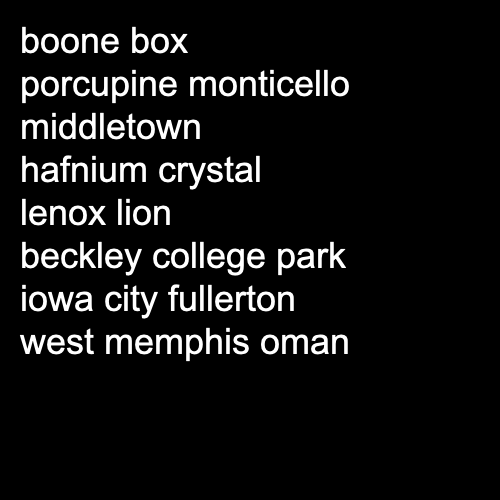 boone box
porcupine monticello
middletown
hafnium crystal
lenox lion
beckley college park
iowa city fullerton
west memphis oman